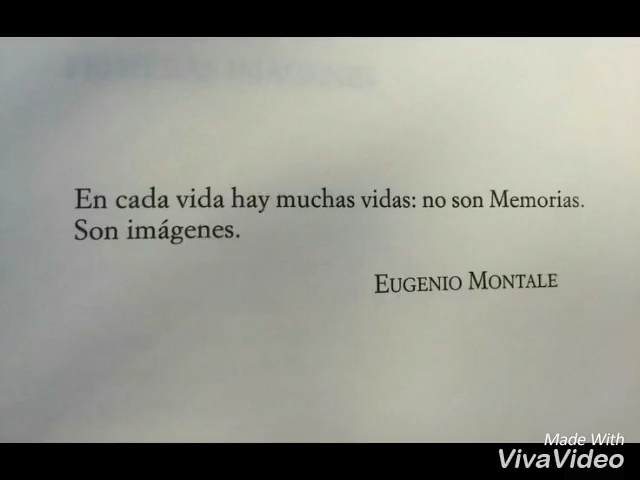 En cada vida hay muchas vidas: no son Memorias.
Son imágenes.
EUGENIO MONTALE
Made With
VivaVideo